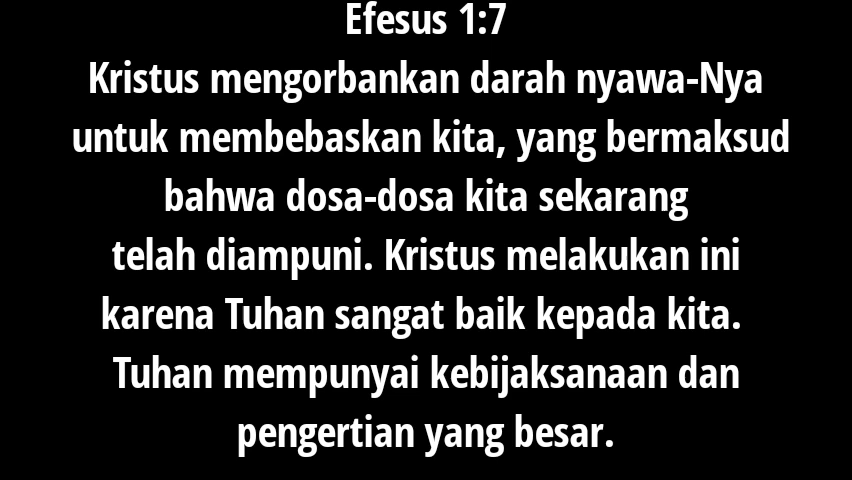 Efesus 1:7
Kristus mengorbankan darah nyawa-Nya
untuk membebaskan kita, yang bermaksud
bahwa dosa-dosa kita sekarang
telah diampuni. Kristus melakukan ini
karena Tuhan sangat baik kepada kita.
Tuhan mempunyai kebijaksanaan dan
pengertian yang besar.